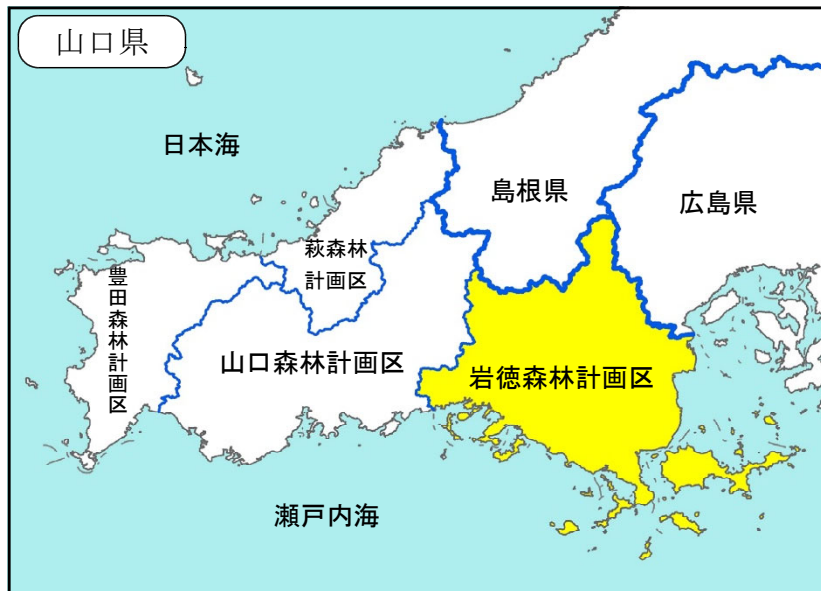 山口県
日本海
島根県
広島県
萩森林
計画区
豊田森林計画区
山口森林計画区
岩徳森林計画区
瀬戸内海